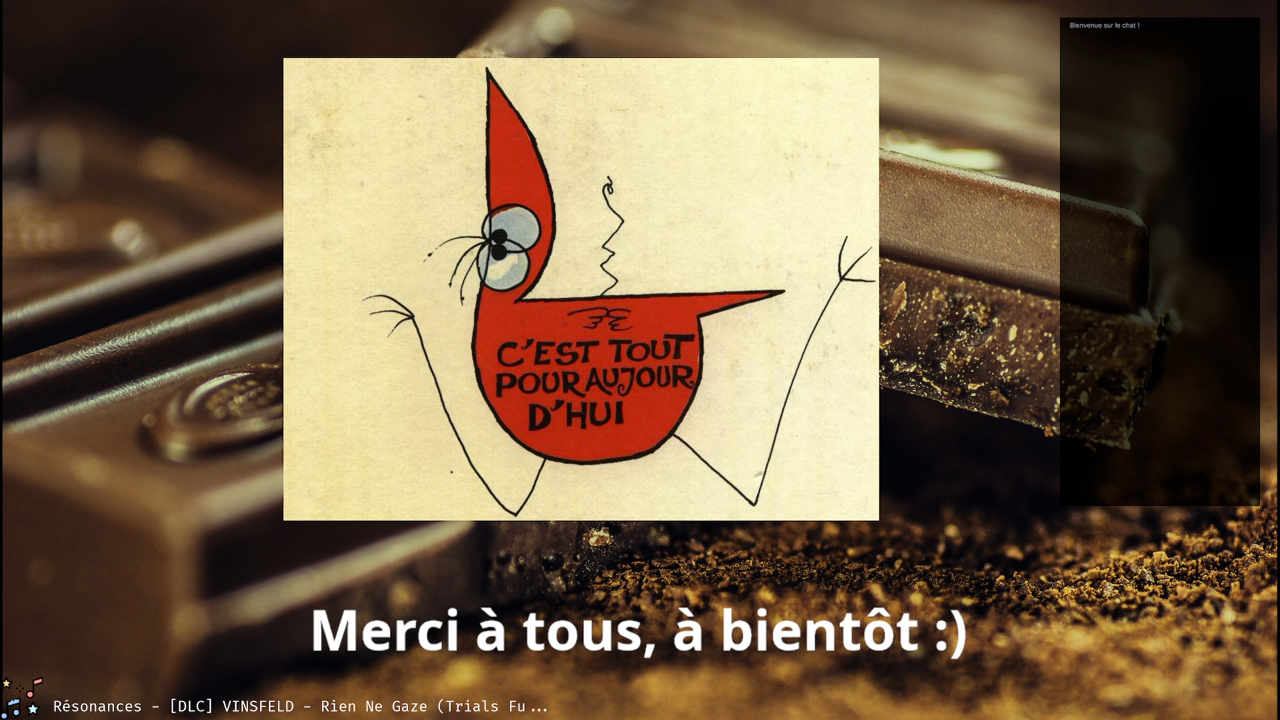 Bienvenue sur le chat !
C'EST TOUT
POUR AUJOUR
D'HUI
Merci à tous, à bientôt :)
Résonances - [DLC] VINSFELD - Rien Ne Gaze (Trials Fu...